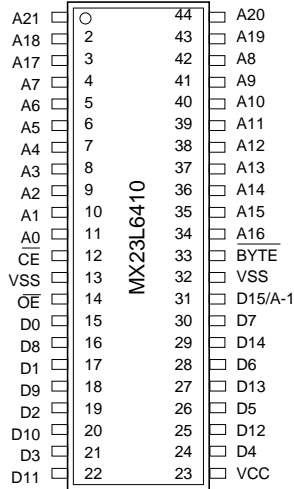 A21 44 A20
A18 2 43 A19
A17 3 42 A8
A7 4 41 A9
A6 5 40 A10
A5 6 39 A11
A4 7 38 A12
A3 8 37 A13
A2 9 36 A14
A1 10 35 A15
A0 11 34 A16
CE 12 33 BYTE
VSS 13 32 VSS
OE 14 31 D15/A-1
D0 15 30 D7
D8 16 29 D14
D1 17 28 D6
D9 18 27 D13
D2 19 26 D5
D10 20 25 D12
D3 21 24 D4
D11 22 23 VCC
MX23L6410